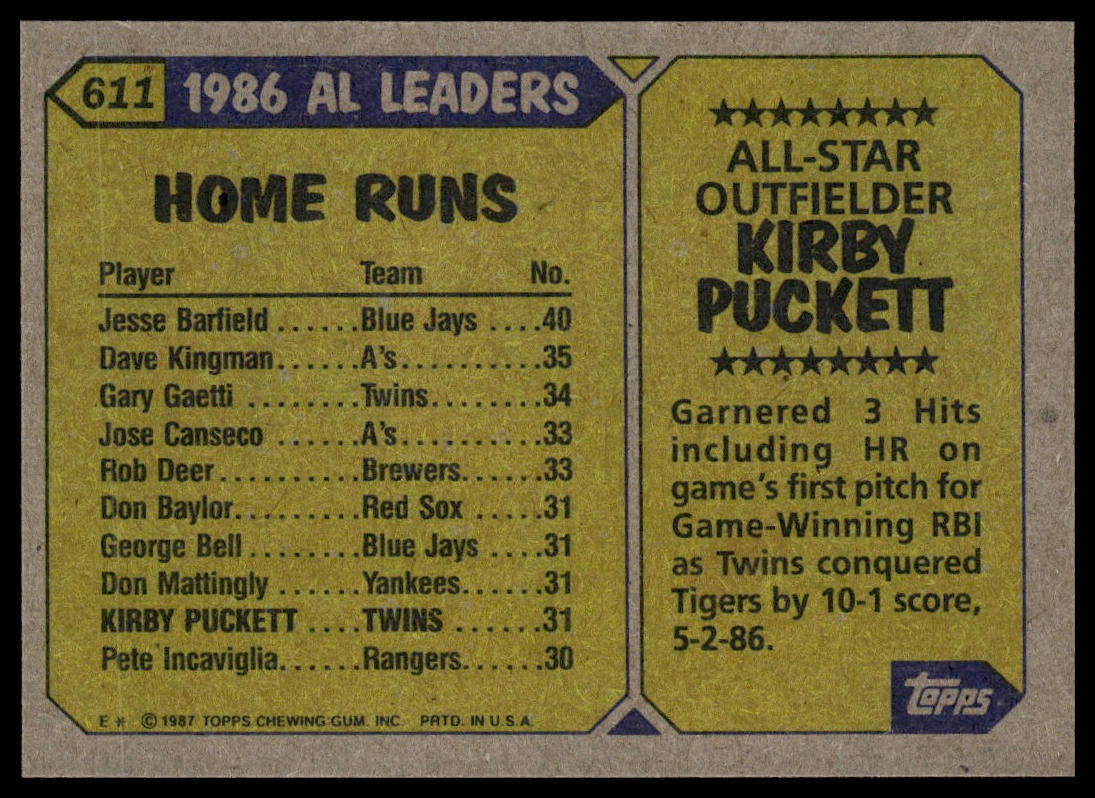 611 1986 AL LEADERS
HOME RUNS
Player Team No.
Jesse Barfield ......Blue Jays ....40
Dave Kingman......A's..........35
Gary Gaetti ........Twins........34
Jose Canseco ......A's..........33
Rob Deer..........Brewers......33
Don Baylor.........Red Sox .....31
George Bell ........Blue Jays ....31
Don Mattingly ......Yankees......31
KIRBY PUCKETT ....TWINS ......31
Pete Incaviglia......Rangers......30
E * © 1987 TOPPS CHEWING GUM. INC. PRTD. IN U.S.A.
★★★★★★★★
ALL-STAR
OUTFIELDER
KIRBY
PUCKETT
★★★★★★★★
Garnered 3 Hits
including HR on
game's first pitch for
Game-Winning RBI
as Twins conquered
Tigers by 10-1 score,
5-2-86.
topps